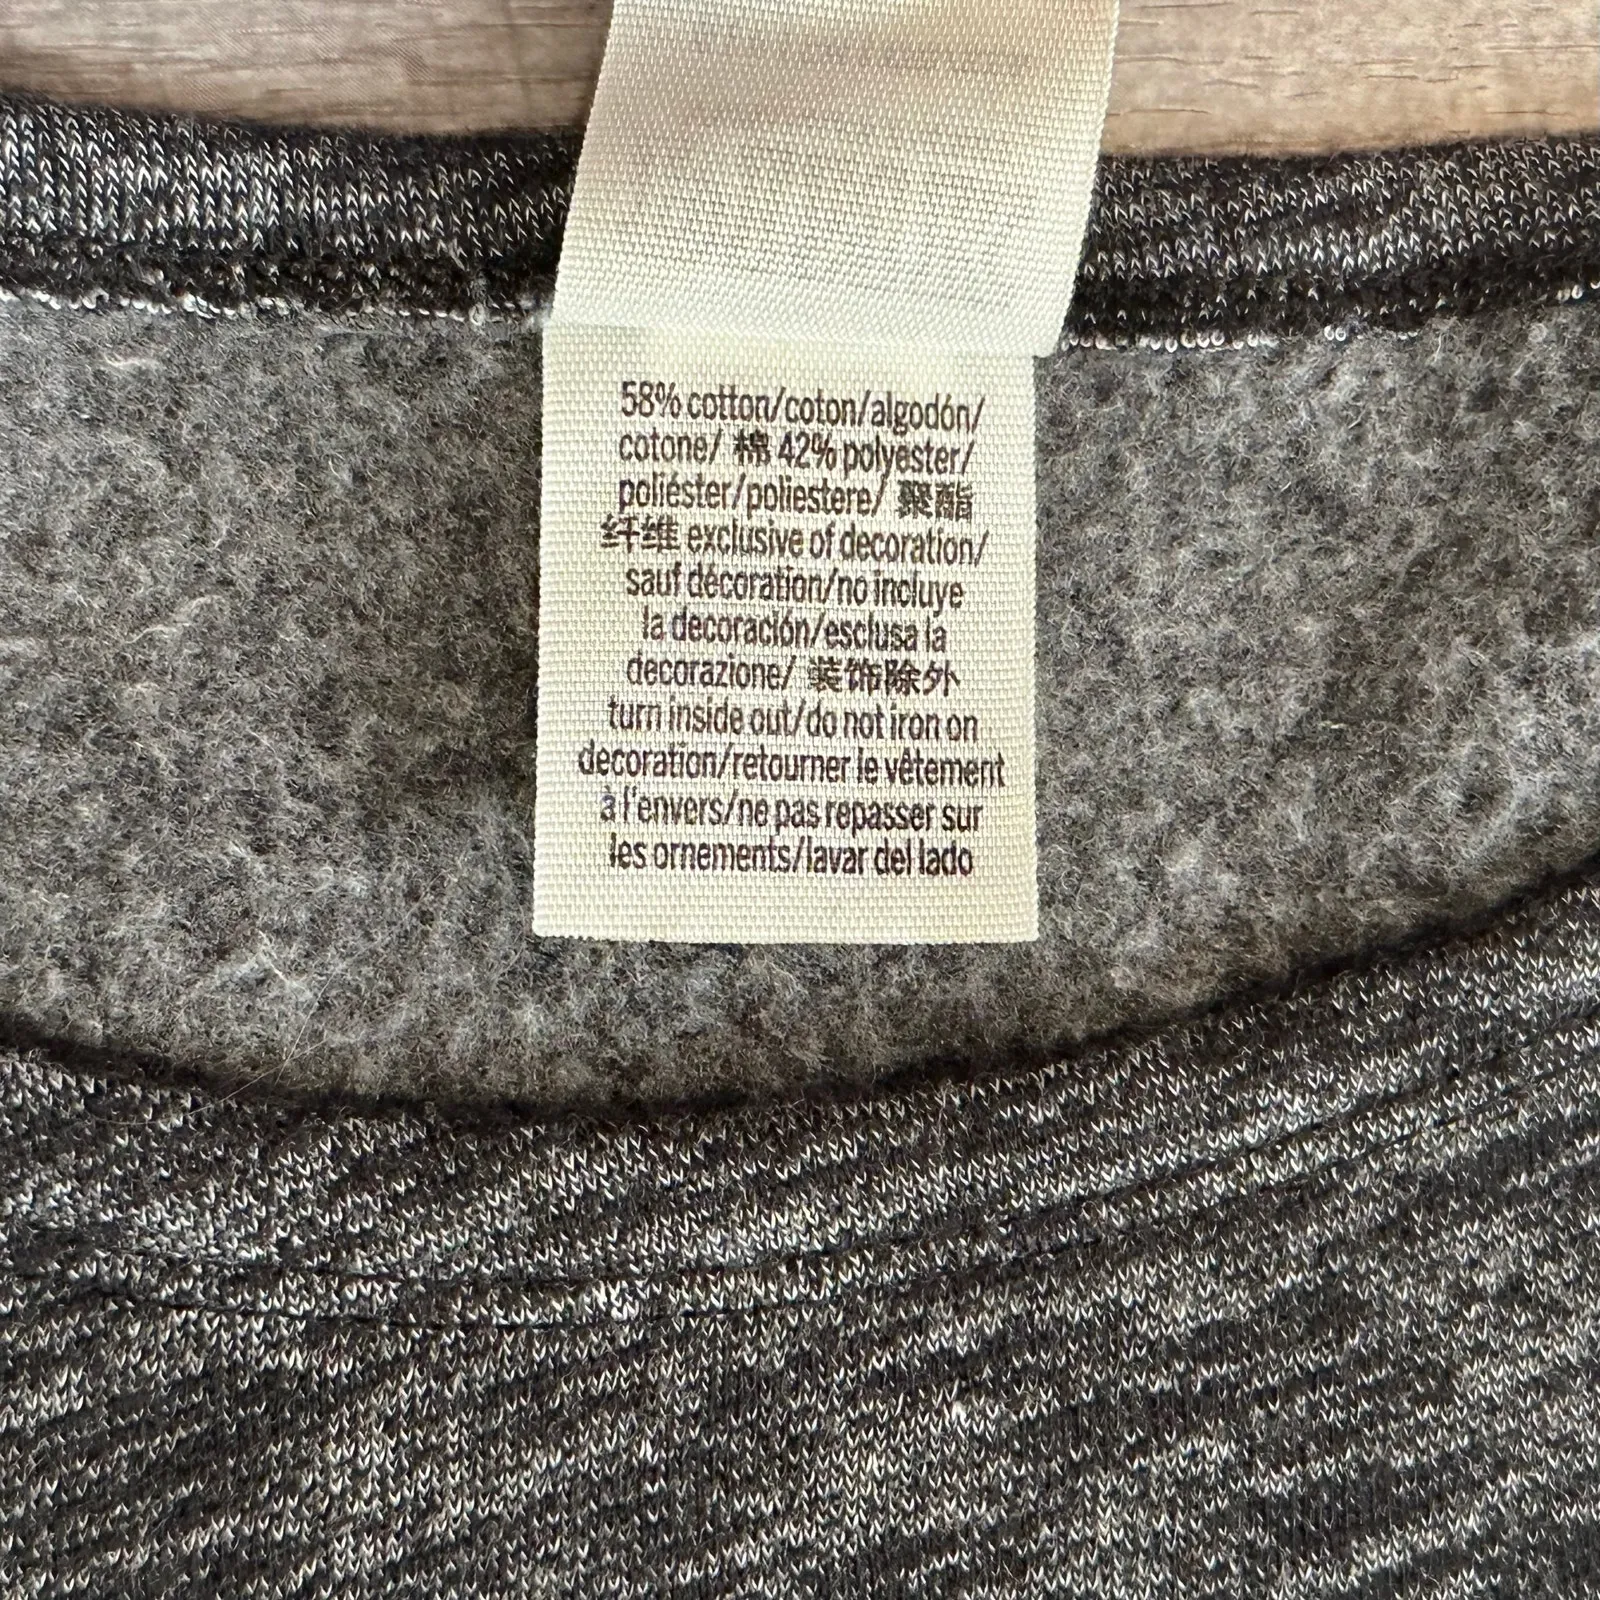 58% cotton/coton/algodón/
cotone/ 棉 42% polyester/
poliéster/poliestere/ 聚酯
纤维 exclusive of decoration/
sauf décoration/no incluye
la decoración/esclusa la
decorazione/ 装饰除外
turn inside out/do not iron on
decoration/retourner le vêtement
à l'envers/ne pas repasser sur
les ornements/lavar del lado